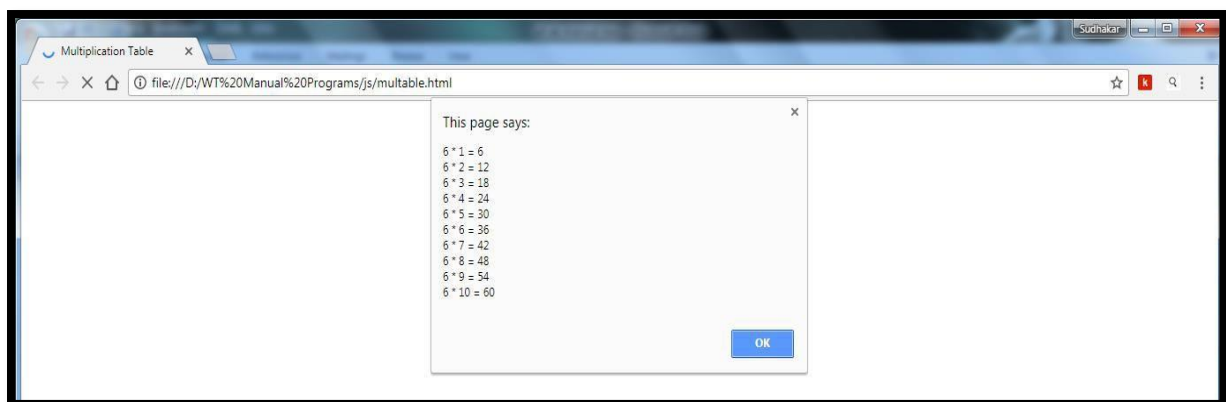 Sudhakar
Multiplication Table
file:///D:/WT%20Manual%20Programs/js/multable.html
k
This page says:
6 * 1 = 6
6 * 2 = 12
6 * 3 = 18
6 * 4 = 24
6 * 5 = 30
6 * 6 = 36
6 * 7 = 42
6 * 8 = 48
6 * 9 = 54
6 * 10 = 60
OK